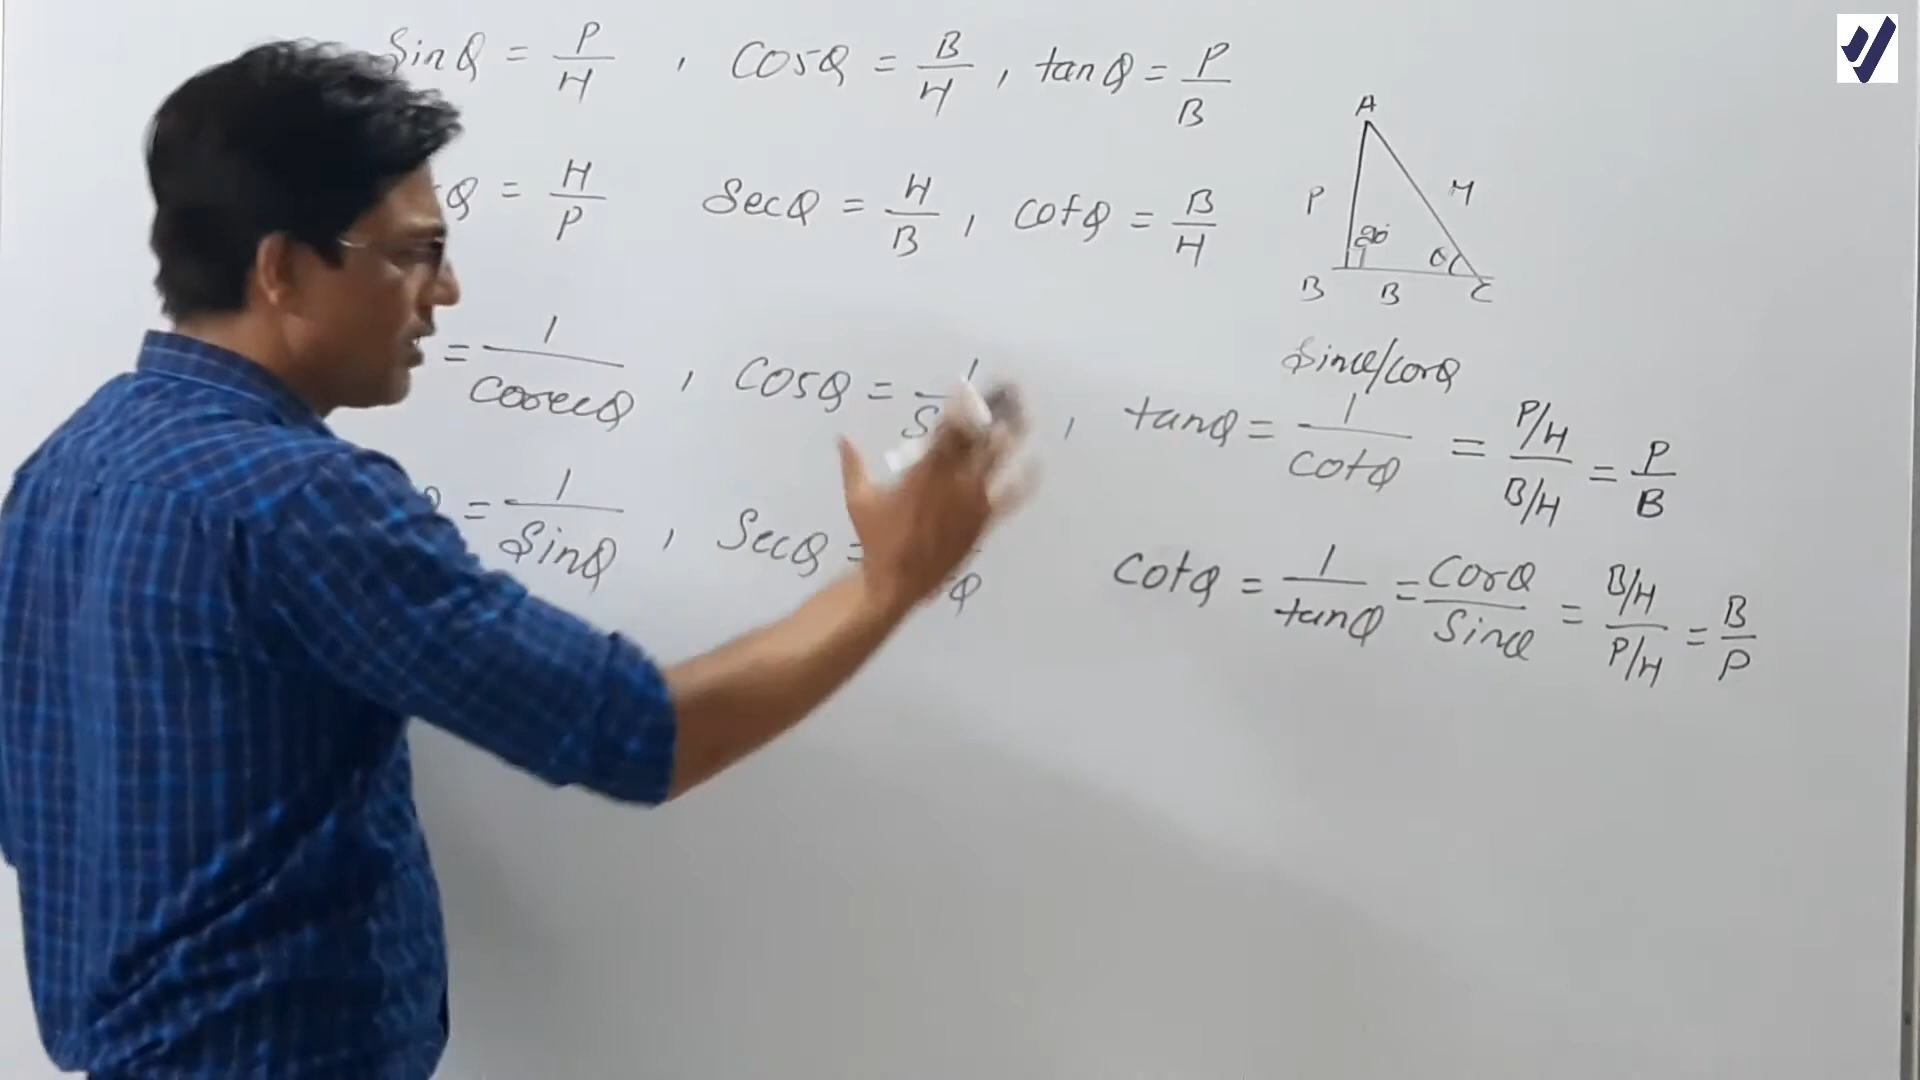 sinθ = P/H , cosθ = B/H , tanθ = P/B
θ = H/P secθ = H/B , cotθ = B/H
A
P H
90° θ
B B C
sinθ/cosθ
= 1/cosecθ , cosθ = 1/ , tanθ = 1/cotθ = P/H / B/H = P/B
= 1/sinθ , secθ = θ cotθ = 1/tanθ = cosθ/sinθ = B/H / P/H = B/P